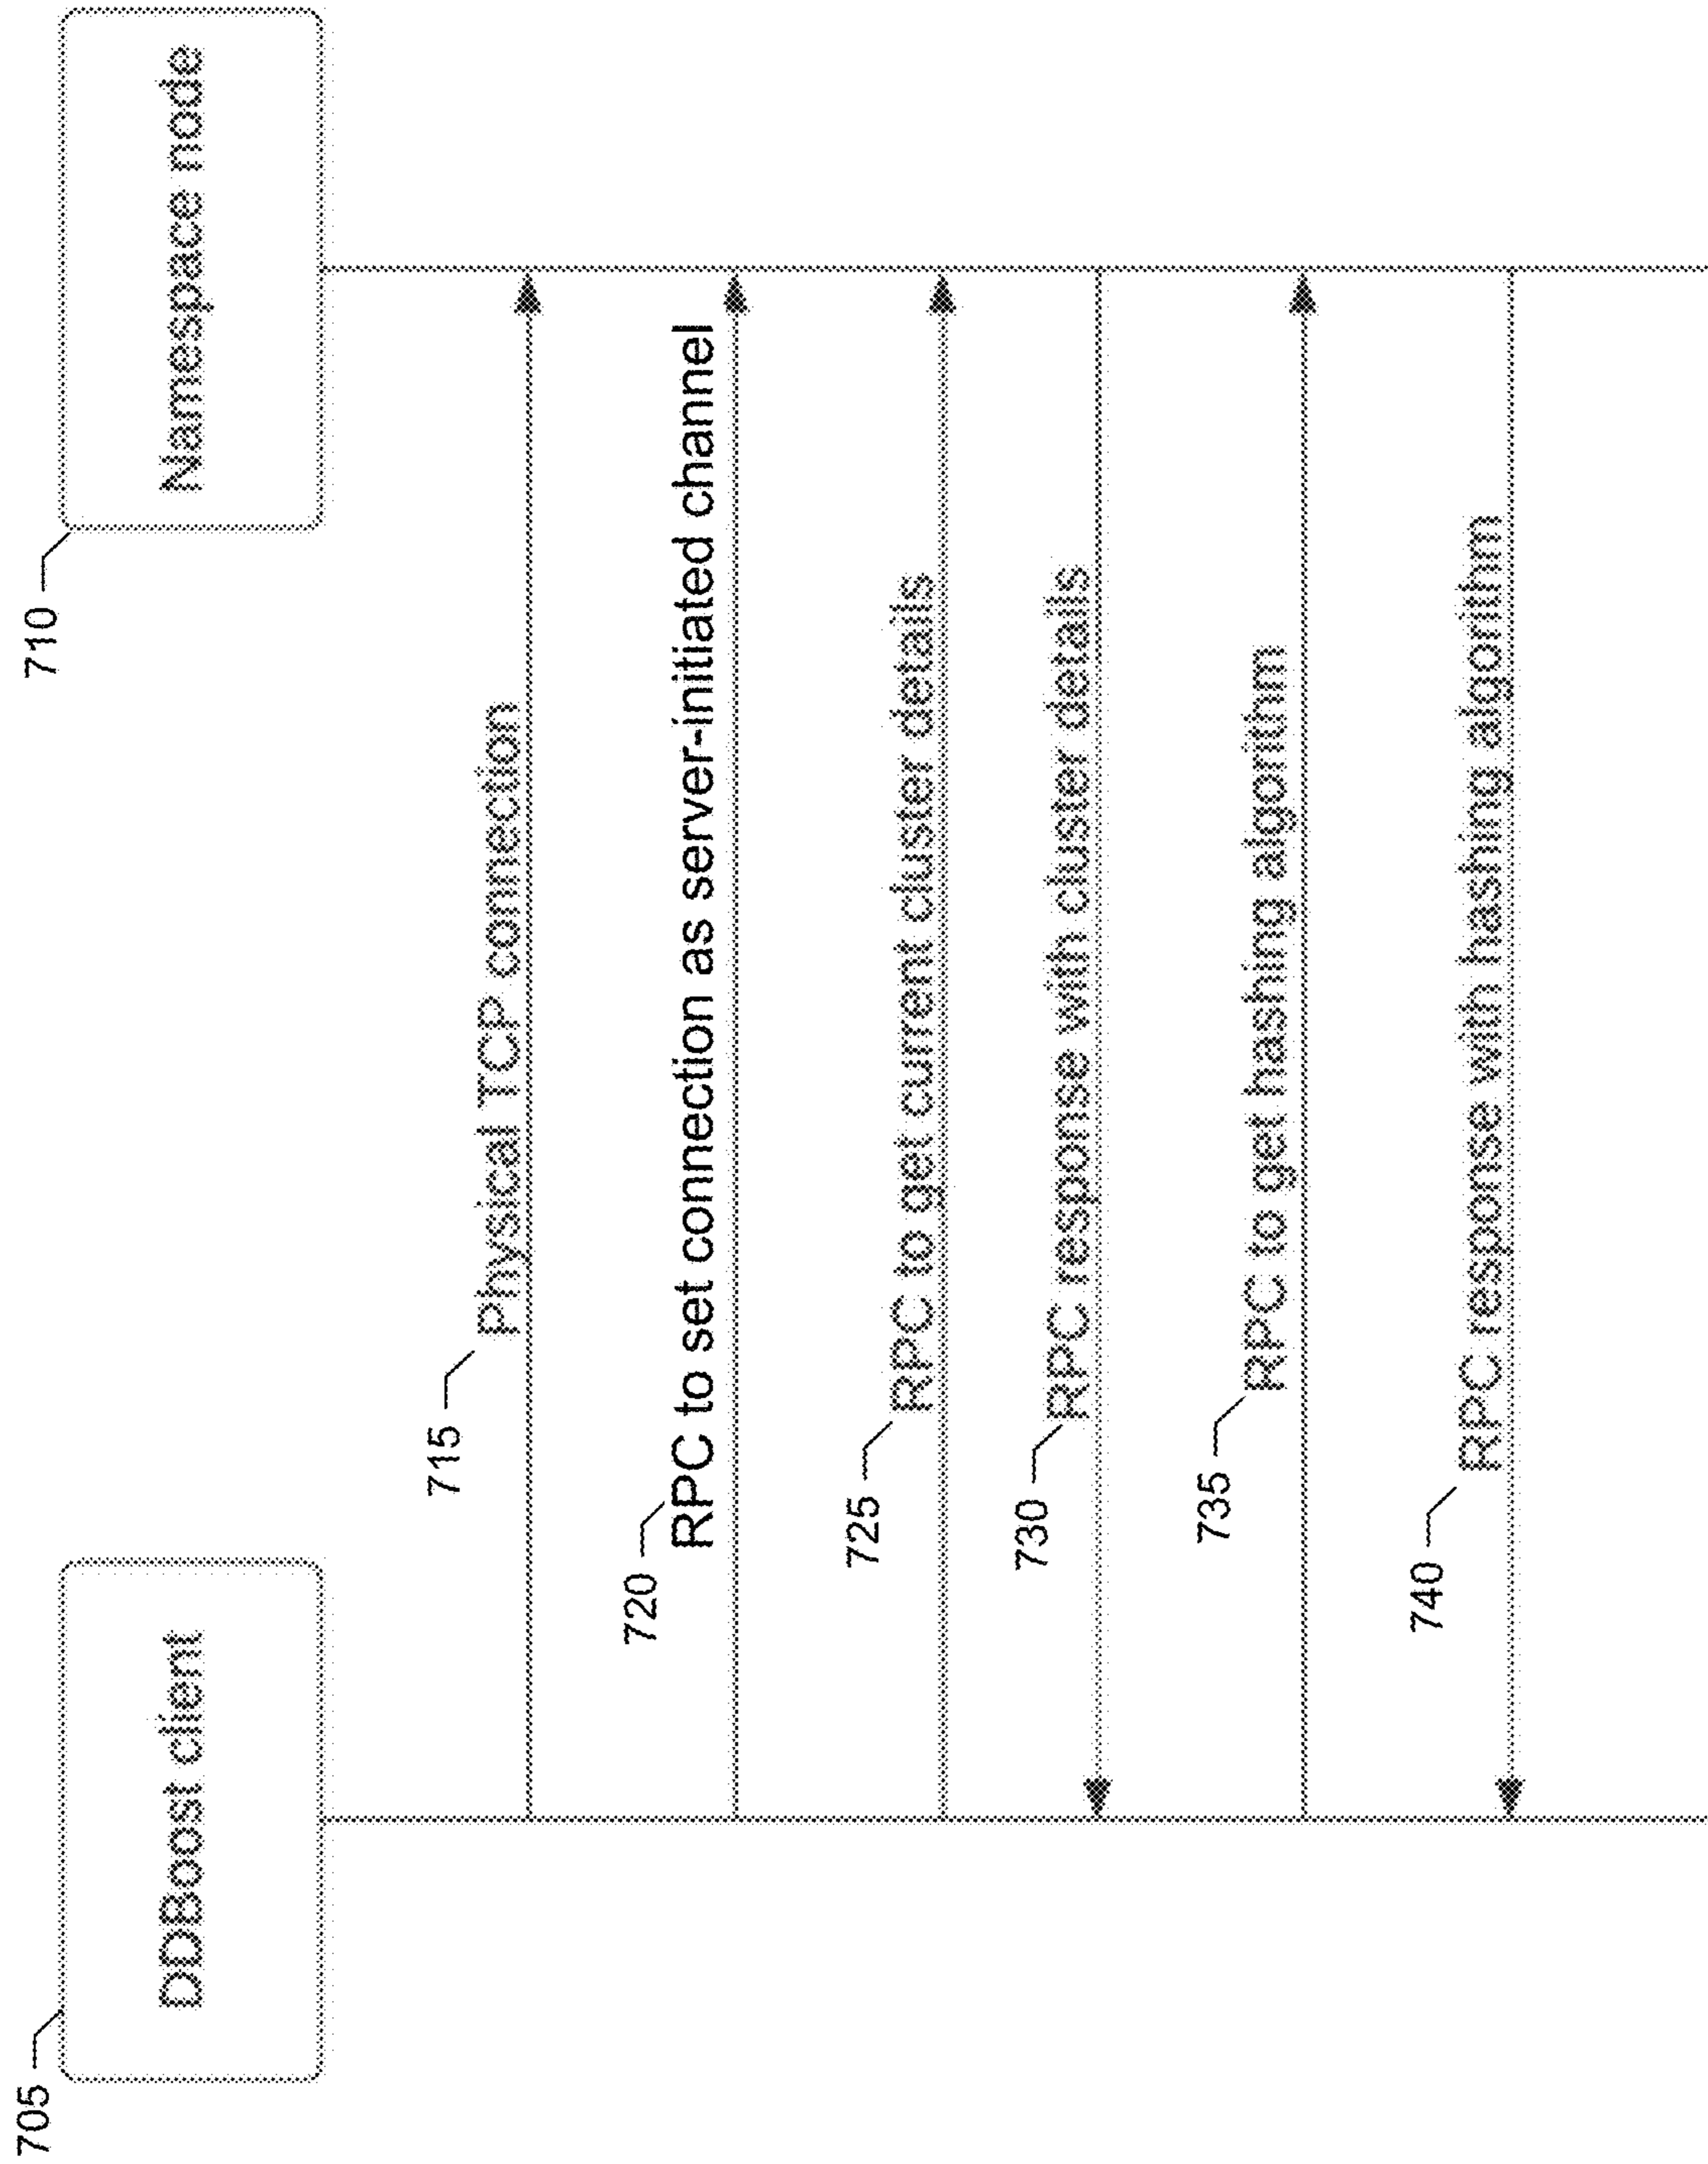 705
DDBoost client
710
Namespace node
715
Physical TCP connection
720
RPC to set connection as server-initiated channel
725
RPC to get current cluster details
730
RPC response with cluster details
735
RPC to get hashing algorithm
740
RPC response with hashing algorithm